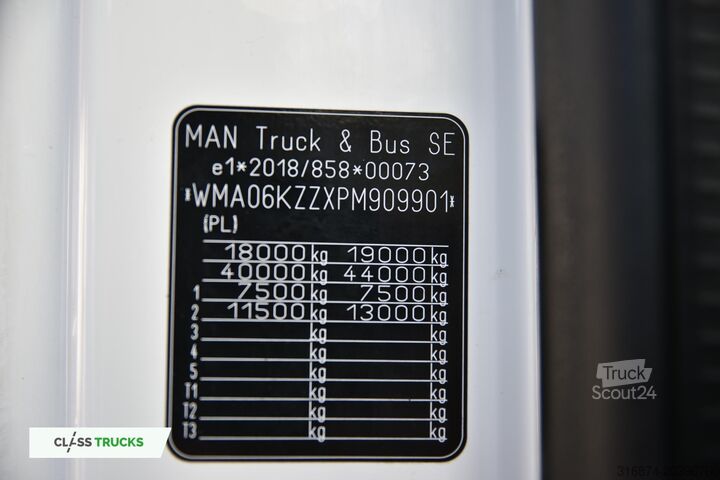 MAN Truck & Bus SE
e1*2018/858*00073
*WMA06KZZXPM909901*
(PL)
18000 kg 19000 kg
40000 kg 44000 kg
1 7500 kg 7500 kg
2 11500 kg 13000 kg
3 kg kg
4 kg kg
5 kg kg
T1 kg kg
T2 kg kg
T3 kg kg
Truck
Scout24
CLASS TRUCKS